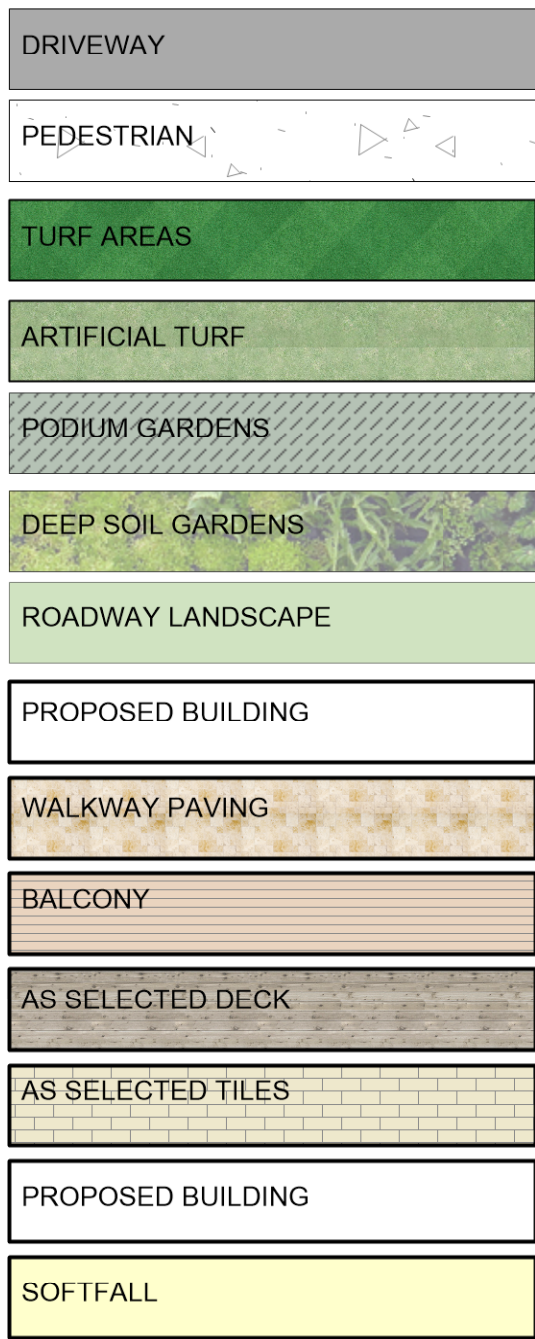 DRIVEWAY
PEDESTRIAN
TURF AREAS
ARTIFICIAL TURF
PODIUM GARDENS
DEEP SOIL GARDENS
ROADWAY LANDSCAPE
PROPOSED BUILDING
WALKWAY PAVING
BALCONY
AS SELECTED DECK
AS SELECTED TILES
PROPOSED BUILDING
SOFTFALL